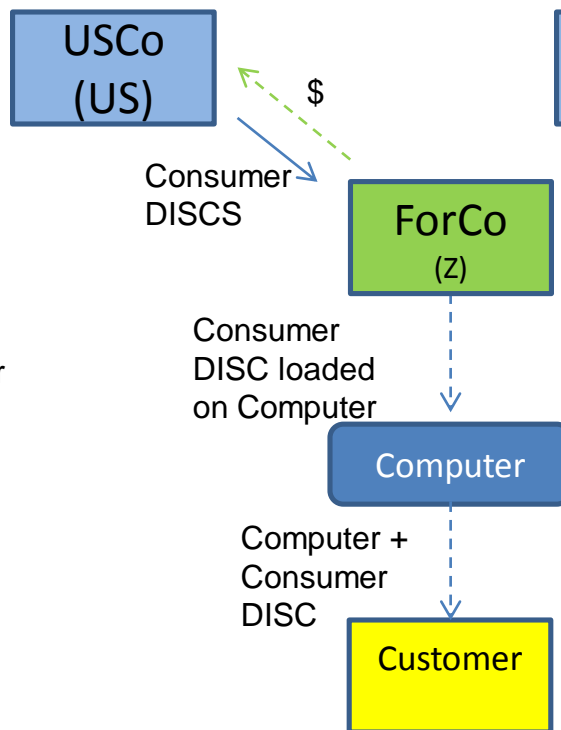 USCo
(US)
$
Consumer
DISCS
ForCo
(Z)
Consumer
DISC loaded
on Computer
r
Computer
Computer +
Consumer
DISC
Customer